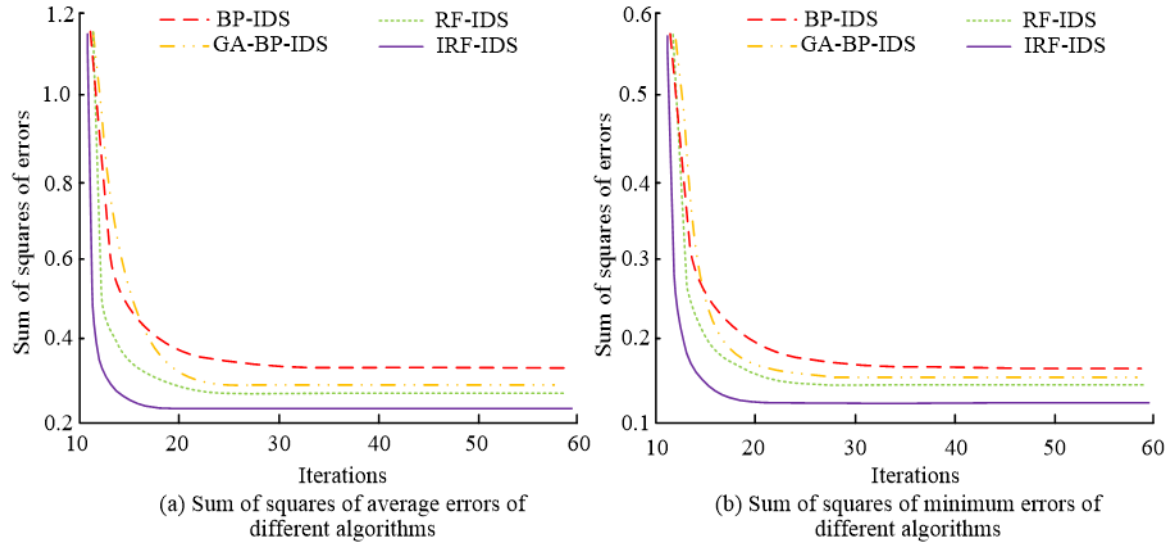 BP-IDS
RF-IDS
GA-BP-IDS
IRF-IDS
Sum of squares of errors
1.2
1.0
0.8
0.6
0.4
0.2
10 20 30 40 50 60
Iterations
(a) Sum of squares of average errors of
different algorithms
BP-IDS
RF-IDS
GA-BP-IDS
IRF-IDS
Sum of squares of errors
0.6
0.5
0.4
0.3
0.2
0.1
10 20 30 40 50 60
Iterations
(b) Sum of squares of minimum errors of
different algorithms